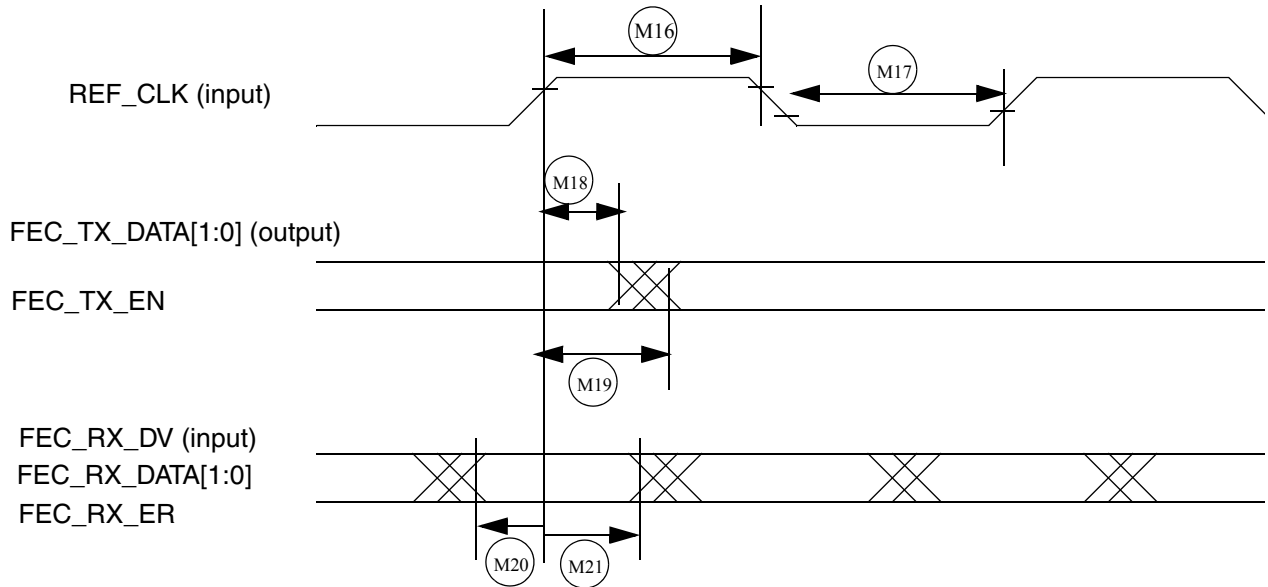 M16
REF_CLK (input)
M17
M18
FEC_TX_DATA[1:0] (output)
FEC_TX_EN
M19
FEC_RX_DV (input)
FEC_RX_DATA[1:0]
FEC_RX_ER
M20
M21